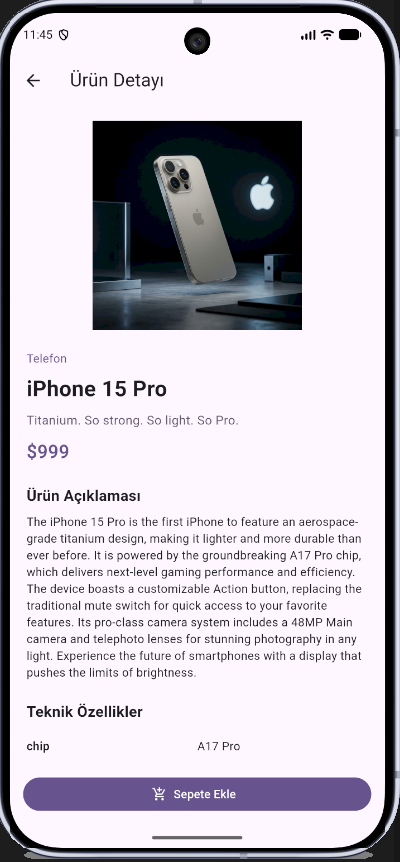 11:45
Ürün Detayı
Telefon
iPhone 15 Pro
Titanium. So strong. So light. So Pro.
$999
Ürün Açıklaması
The iPhone 15 Pro is the first iPhone to feature an aerospace-
grade titanium design, making it lighter and more durable than
ever before. It is powered by the groundbreaking A17 Pro chip,
which delivers next-level gaming performance and efficiency.
The device boasts a customizable Action button, replacing the
traditional mute switch for quick access to your favorite
features. Its pro-class camera system includes a 48MP Main
camera and telephoto lenses for stunning photography in any
light. Experience the future of smartphones with a display that
pushes the limits of brightness.
Teknik Özellikler
chip A17 Pro
Sepete Ekle